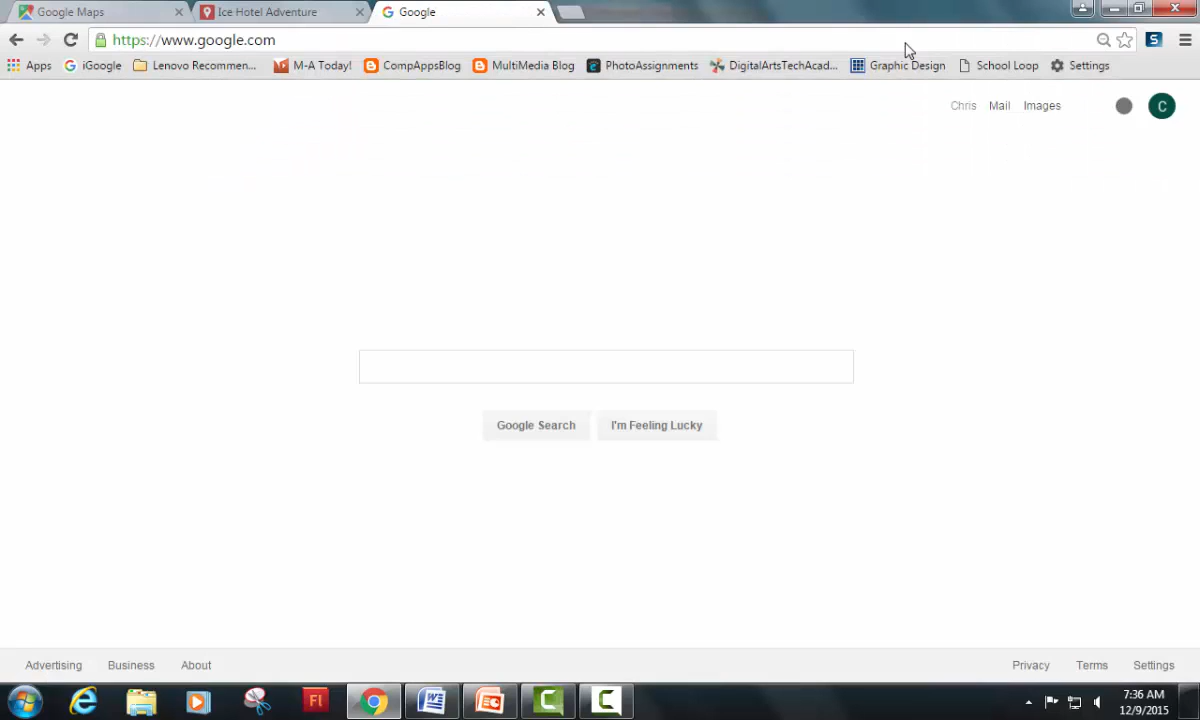 Google Maps Ice Hotel Adventure Google
https://www.google.com
Apps iGoogle Lenovo Recommen... M-A Today! CompAppsBlog MultiMedia Blog PhotoAssignments DigitalArtsTechAcad... Graphic Design School Loop Settings
Chris Mail Images C
Google Search I'm Feeling Lucky
Advertising Business About Privacy Terms Settings
7:36 AM
12/9/2015